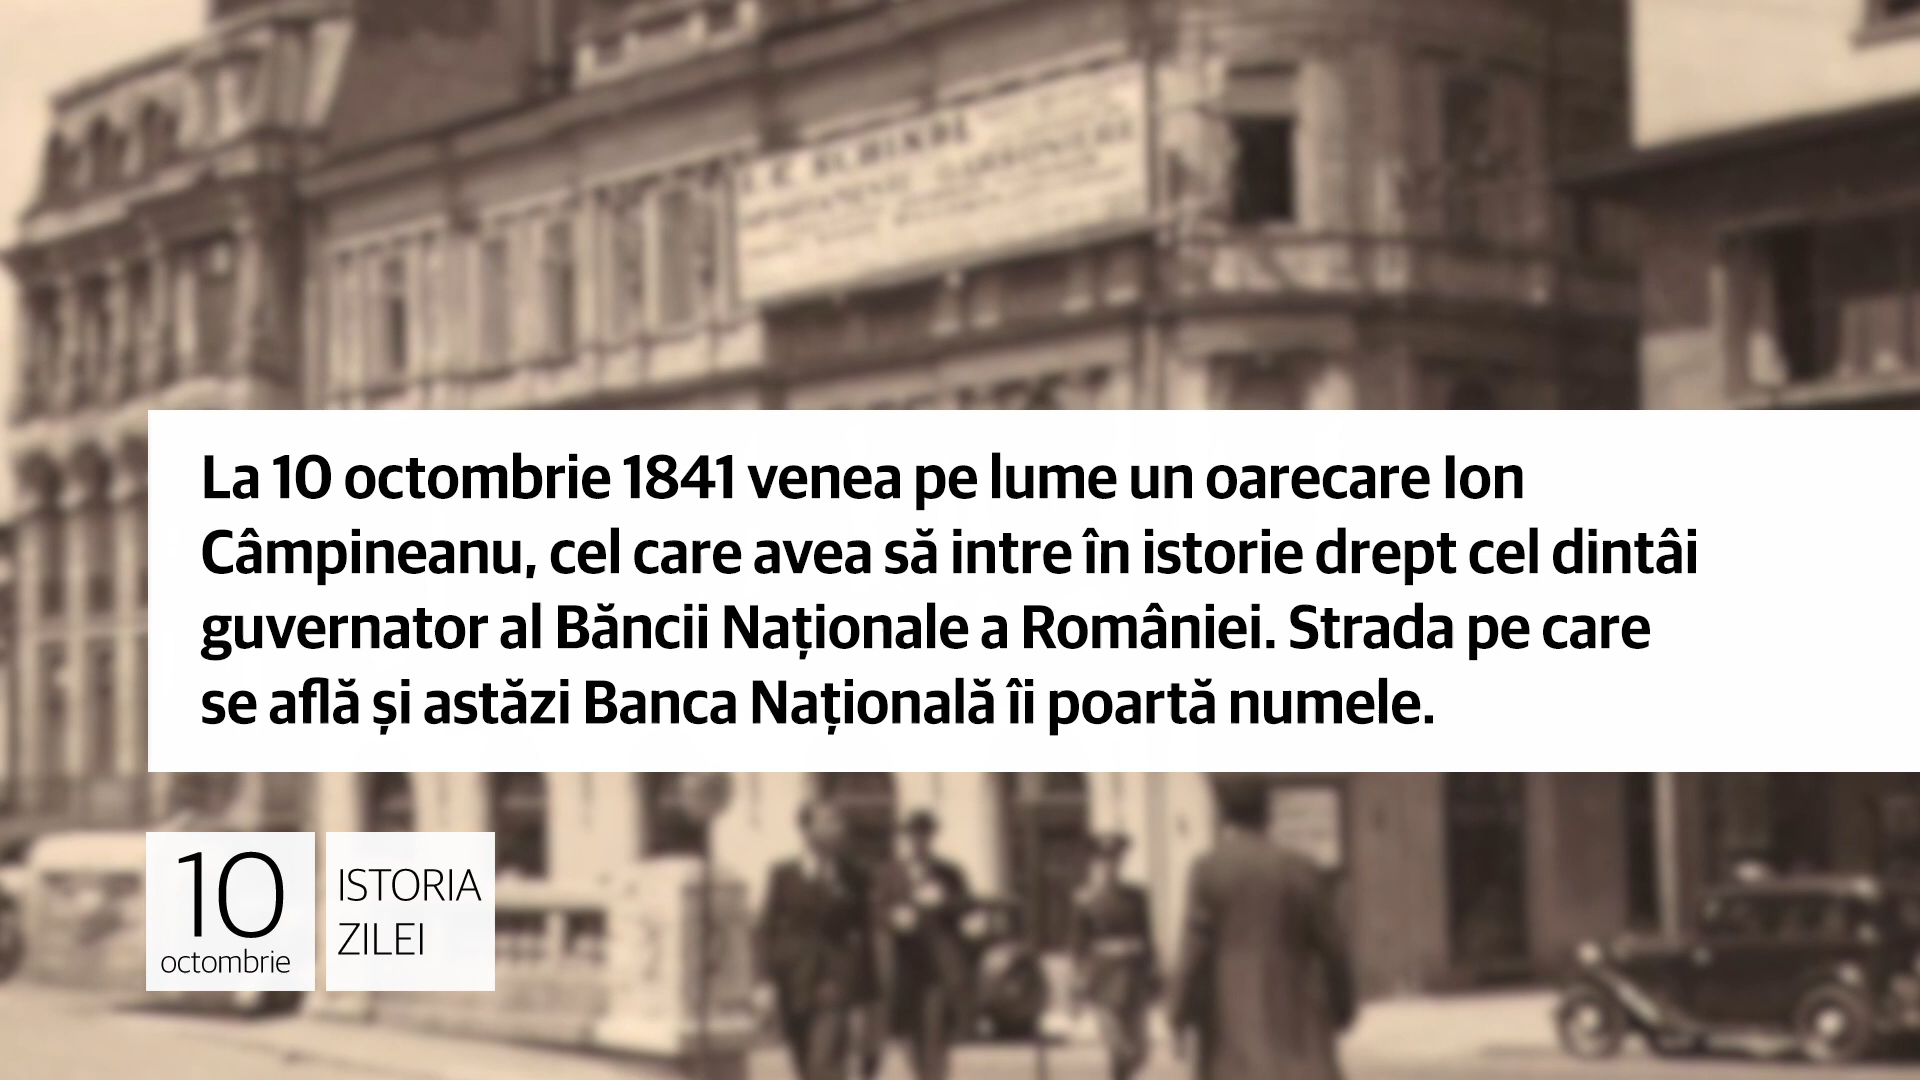 La 10 octombrie 1841 venea pe lume un oarecare Ion
Câmpineanu, cel care avea să intre în istorie drept cel dintâi
guvernator al Băncii Naționale a României. Strada pe care
se află și astăzi Banca Națională îi poartă numele.
10
octombrie
ISTORIA
ZILEI